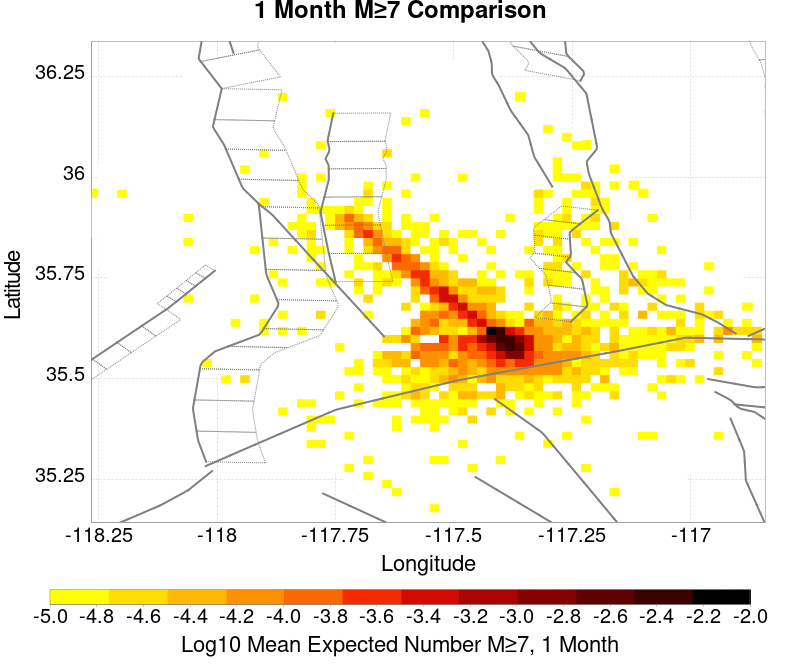 1 Month M≥7 Comparison
36.25
36
35.75
35.5
35.25
Latitude
-118.25 -118 -117.75 -117.5 -117.25 -117
Longitude
-5.0 -4.8 -4.6 -4.4 -4.2 -4.0 -3.8 -3.6 -3.4 -3.2 -3.0 -2.8 -2.6 -2.4 -2.2 -2.0
Log10 Mean Expected Number M≥7, 1 Month